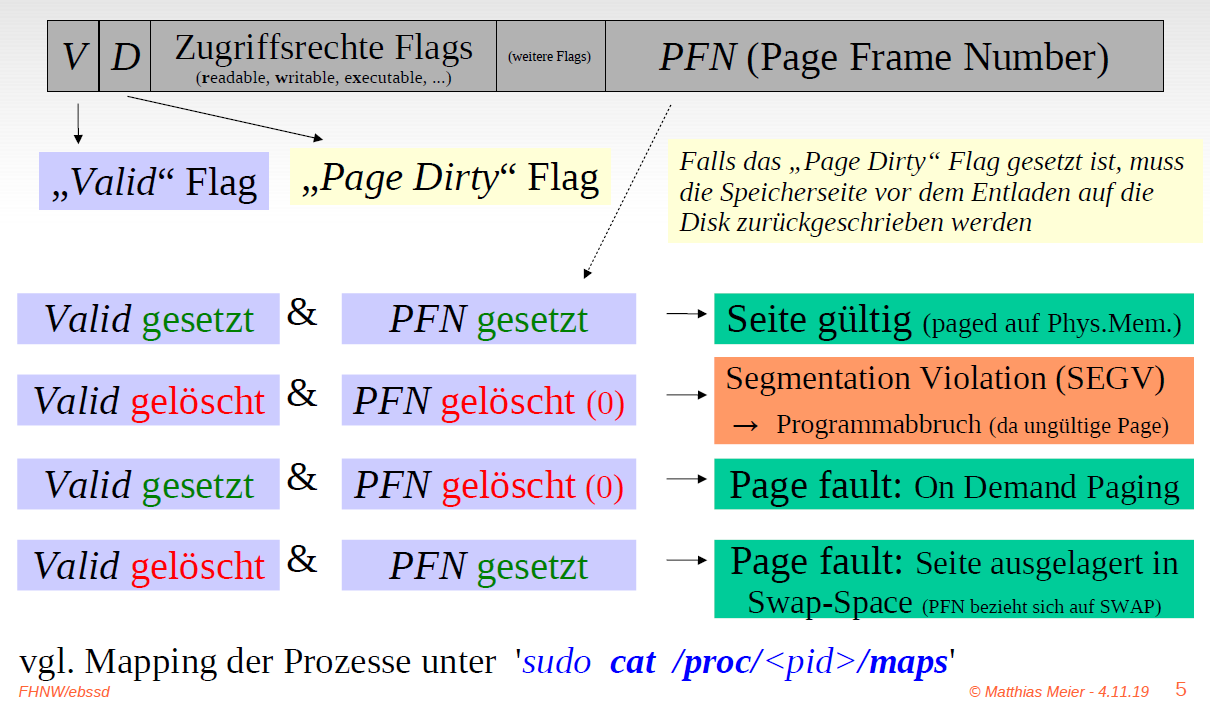 V D Zugriffsrechte Flags (weitere Flags) PFN (Page Frame Number)
(readable, writable, executable, ...)
„Valid“ Flag
„Page Dirty“ Flag
Falls das „Page Dirty“ Flag gesetzt ist, muss
die Speicherseite vor dem Entladen auf die
Disk zurückgeschrieben werden
Valid gesetzt & PFN gesetzt → Seite gültig (paged auf Phys.Mem.)
Valid gelöscht & PFN gelöscht (0) → Segmentation Violation (SEGV)
→ Programmabbruch (da ungültige Page)
Valid gesetzt & PFN gelöscht (0) → Page fault: On Demand Paging
Valid gelöscht & PFN gesetzt → Page fault: Seite ausgelagert in
Swap-Space (PFN bezieht sich auf SWAP)
vgl. Mapping der Prozesse unter 'sudo cat /proc/<pid>/maps'
FHNW/ebssd © Matthias Meier - 4.11.19 5